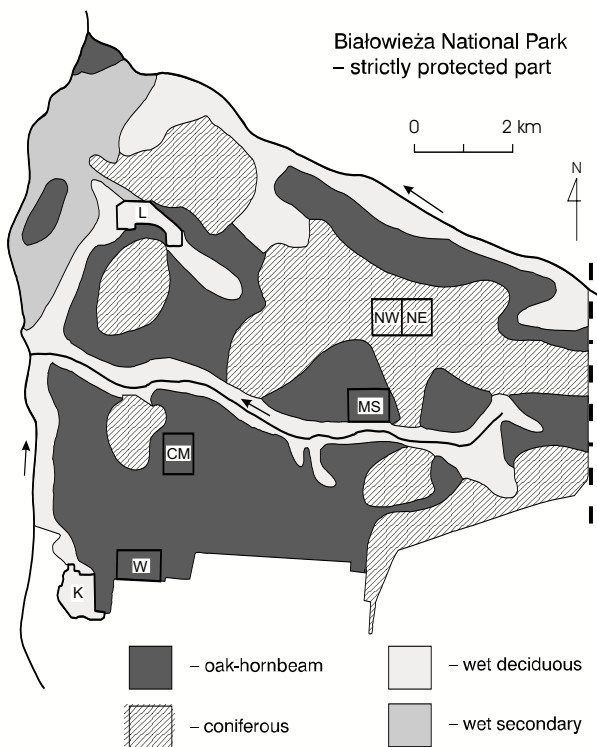 Białowieża National Park
– strictly protected part
0 2 km
N
L
NW NE
MS
CM
W
K
– oak-hornbeam
– wet deciduous
– coniferous
– wet secondary